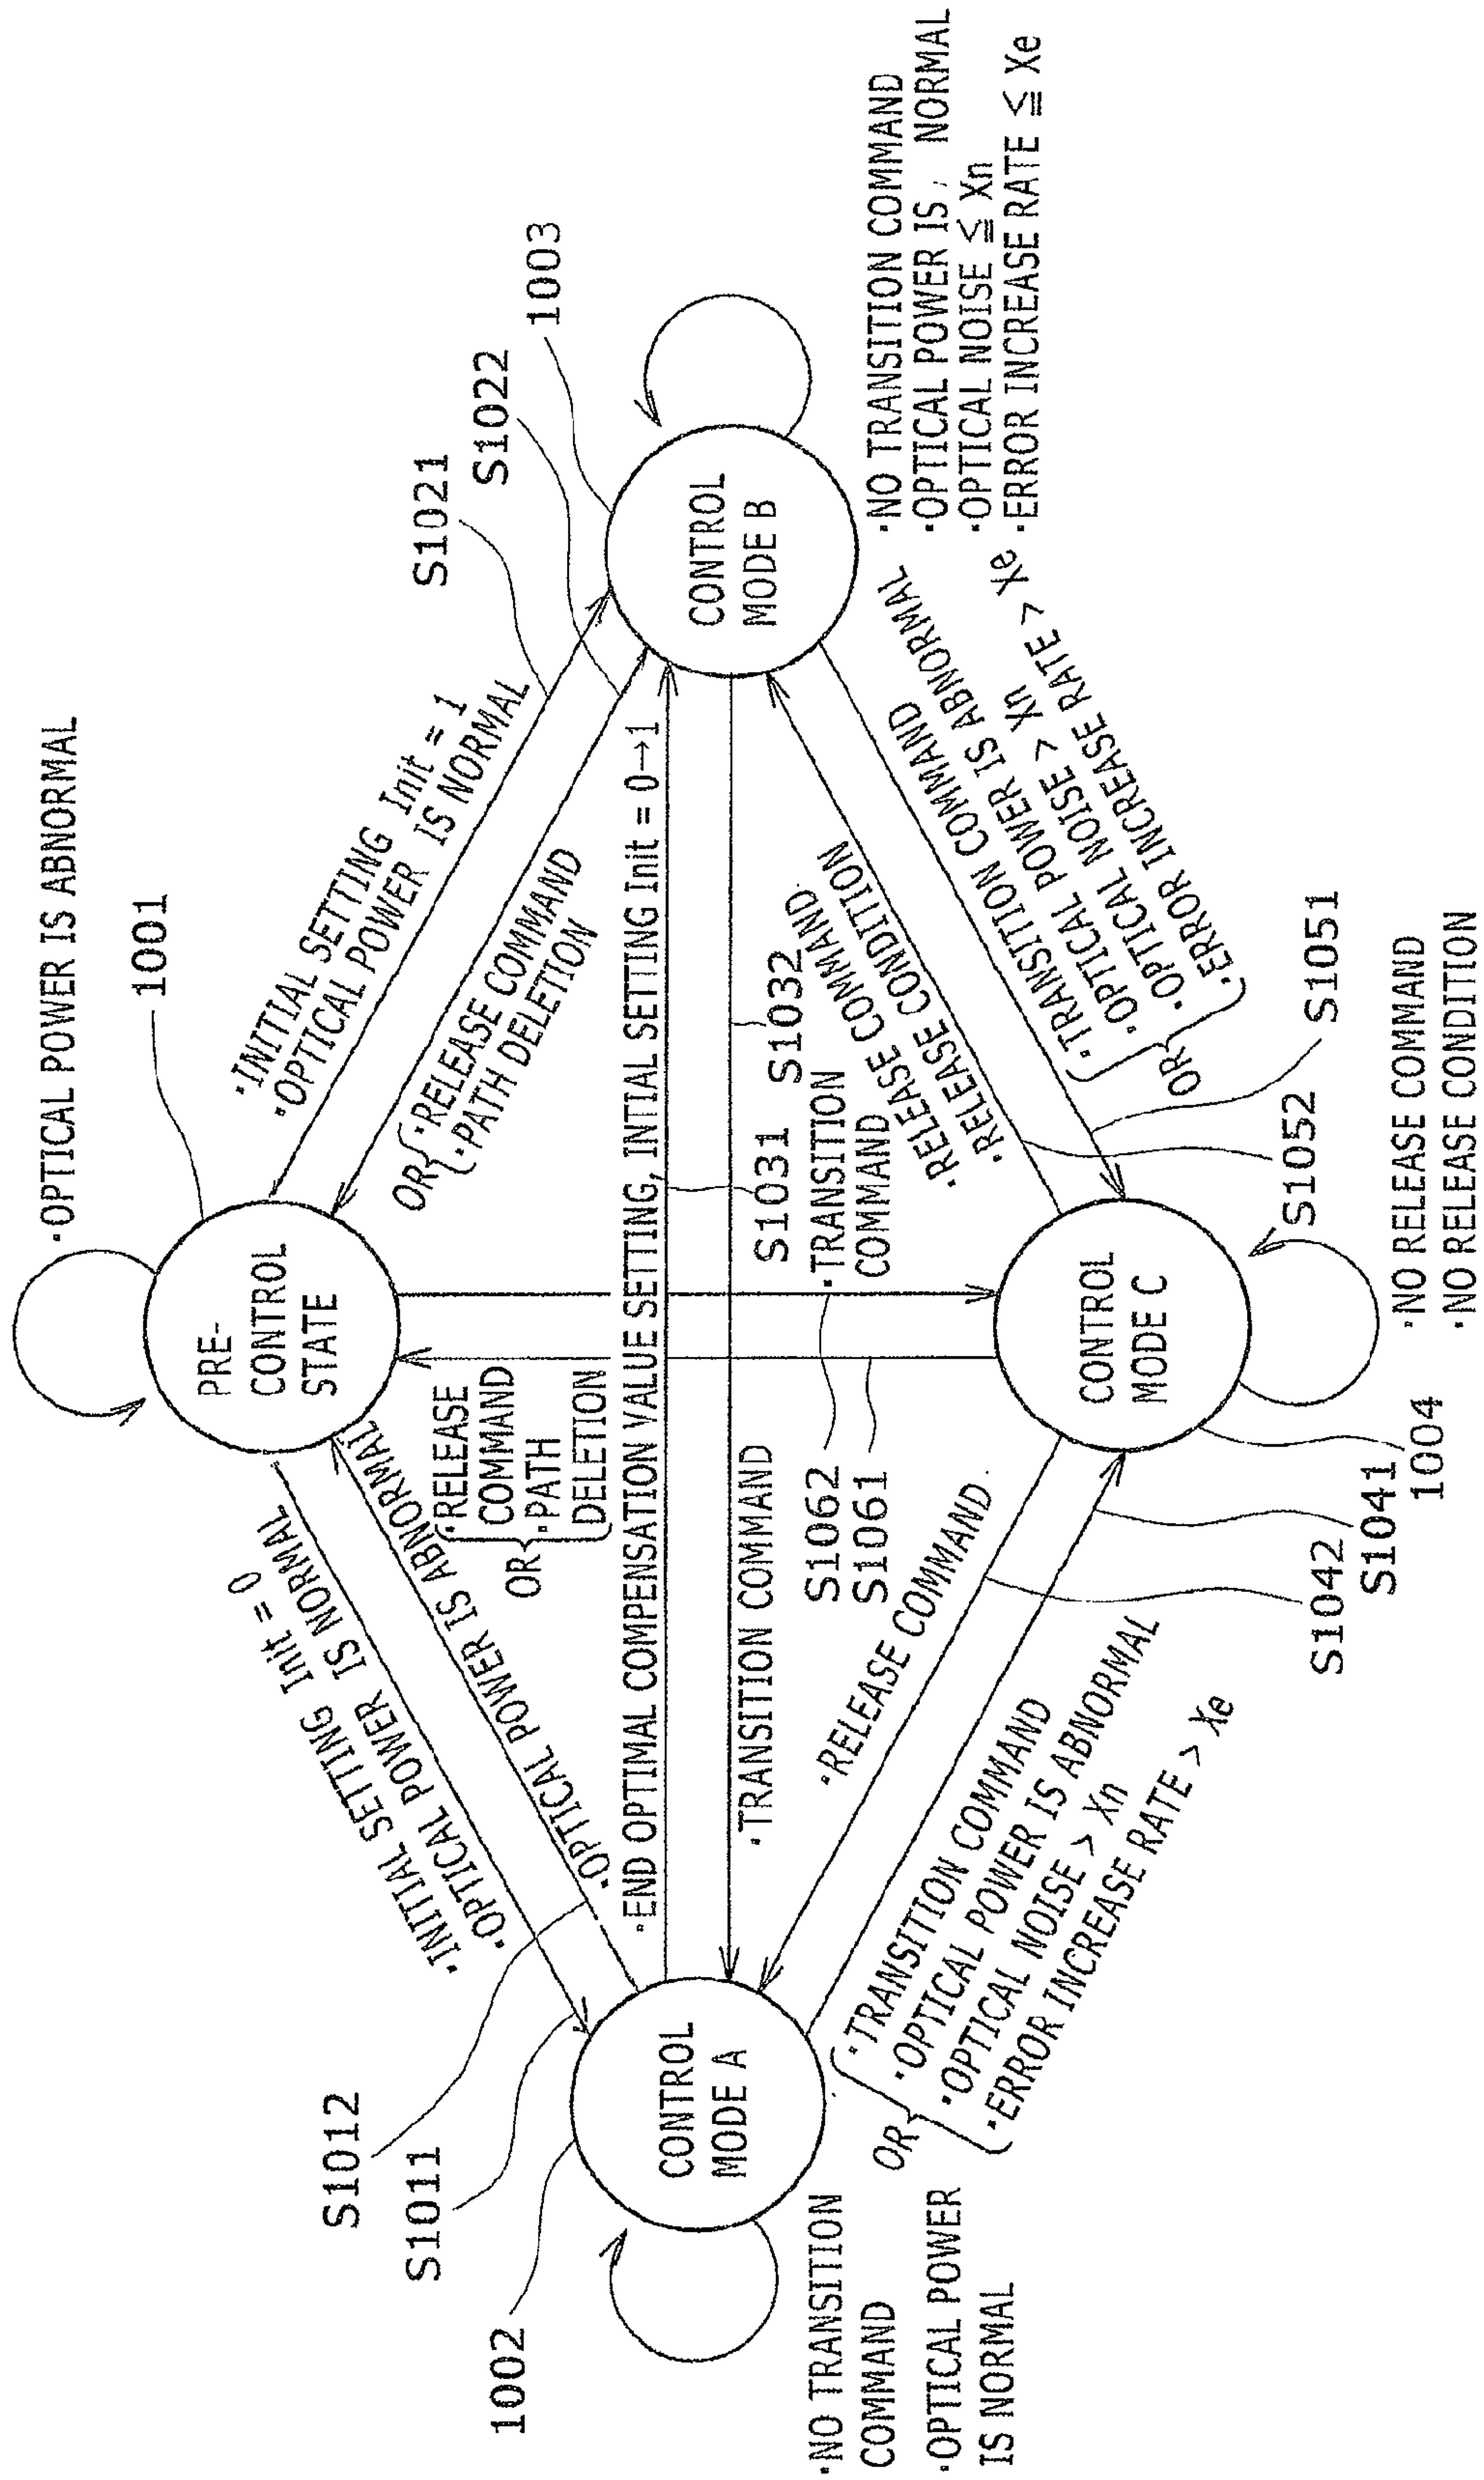 ·OPTICAL POWER IS ABNORMAL
1001
PRE-
CONTROL
STATE
·INITIAL SETTING Init = 1
·OPTICAL POWER IS NORMAL
S1021
S1022
1003
OR
·RELEASE COMMAND
·PATH DELETION
·INITIAL SETTING Init = 0
·OPTICAL POWER IS NORMAL
S1012
S1011
1002
·OPTICAL POWER IS ABNORMAL
OR
·RELEASE
COMMAND
·PATH
DELETION
·END OPTIMAL COMPENSATION VALUE SETTING, INTIAL SETTING Init = 0→1
CONTROL
MODE A
CONTROL
MODE B
·TRANSITION COMMAND
S1031
S1032
·TRANSITION
COMMAND
S1062
S1061
·NO TRANSITION COMMAND
·OPTICAL POWER IS NORMAL
·OPTICAL NOISE ≦ Xn
·ERROR INCREASE RATE ≦ Xe
·RELEASE COMMAND
·RELEASE CONDITION
OR
·TRANSITION COMMAND
·OPTICAL POWER IS ABNORMAL
·OPTICAL NOISE > Xn
·ERROR INCREASE RATE > Xe
·NO TRANSITION
COMMAND
·OPTICAL POWER
IS NORMAL
·RELEASE COMMAND
OR
·TRANSITION COMMAND
·OPTICAL POWER IS ABNORMAL
·OPTICAL NOISE > Xn
·ERROR INCREASE RATE > Xe
CONTROL
MODE C
S1042
S1041
1004
S1052
S1051
·NO RELEASE COMMAND
·NO RELEASE CONDITION